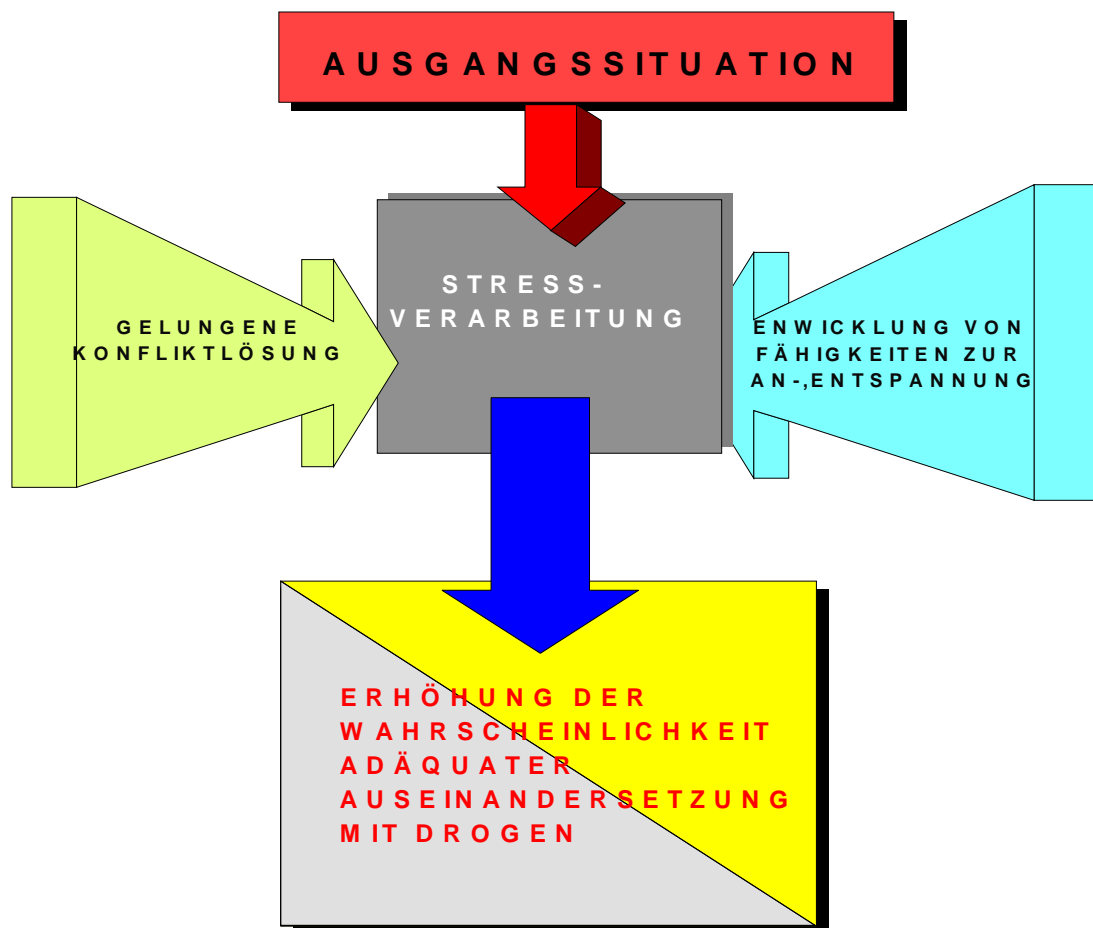 AUSGANGSSITUATION
STRESS-
VERARBEITUNG
GELUNGENE
KONFLIKTLÖSUNG
ENWICKLUNG VON
FÄHIGKEITEN ZUR
AN-,ENTSPANNUNG
ERHÖHUNG DER
WAHRSCHEINLICHKEIT
ADÄQUATER
AUSEINANDERSETZUNG
MIT DROGEN